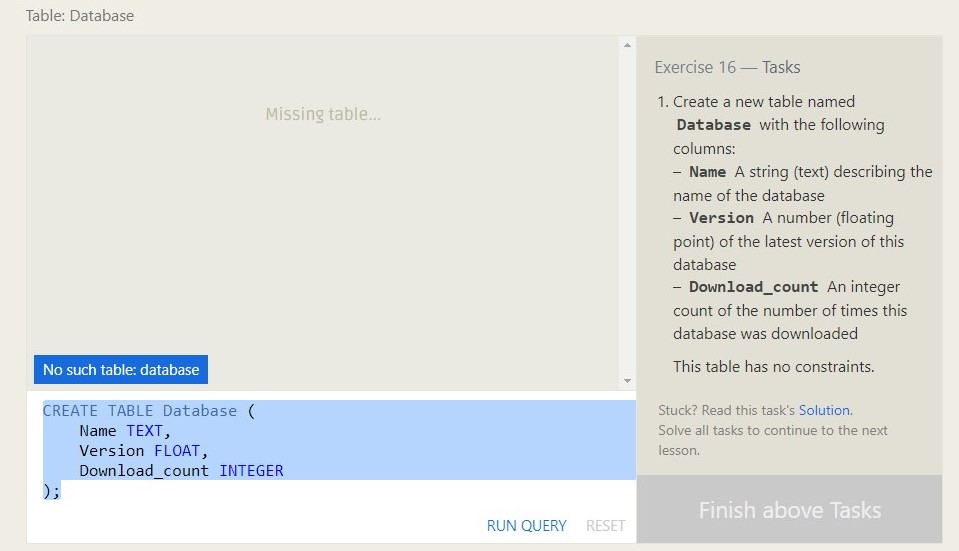 Table: Database
Missing table...
No such table: database
CREATE TABLE Database (
Name TEXT,
Version FLOAT,
Download_count INTEGER
);
RUN QUERY RESET
Exercise 16 — Tasks
1. Create a new table named
Database with the following
columns:
– Name A string (text) describing the
name of the database
– Version A number (floating
point) of the latest version of this
database
– Download_count An integer
count of the number of times this
database was downloaded
This table has no constraints.
Stuck? Read this task's Solution.
Solve all tasks to continue to the next
lesson.
Finish above Tasks